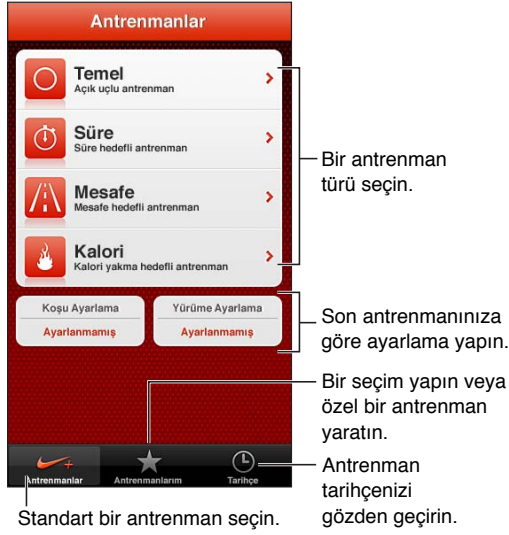 Antrenmanlar
Temel
Açık uçlu antrenman
Süre
Süre hedefli antrenman
Mesafe
Mesafe hedefli antrenman
Kalori
Kalori yakma hedefli antrenman
Koşu Ayarlama
Ayarlanmamış
Yürüme Ayarlama
Ayarlanmamış
Antrenmanlar
Antrenmanlarım
Tarihçe
Bir antrenman
türü seçin.
Son antrenmanınıza
göre ayarlama yapın.
Bir seçim yapın veya
özel bir antrenman
yaratın.
Antrenman
tarihçenizi
gözden geçirin.
Standart bir antrenman seçin.